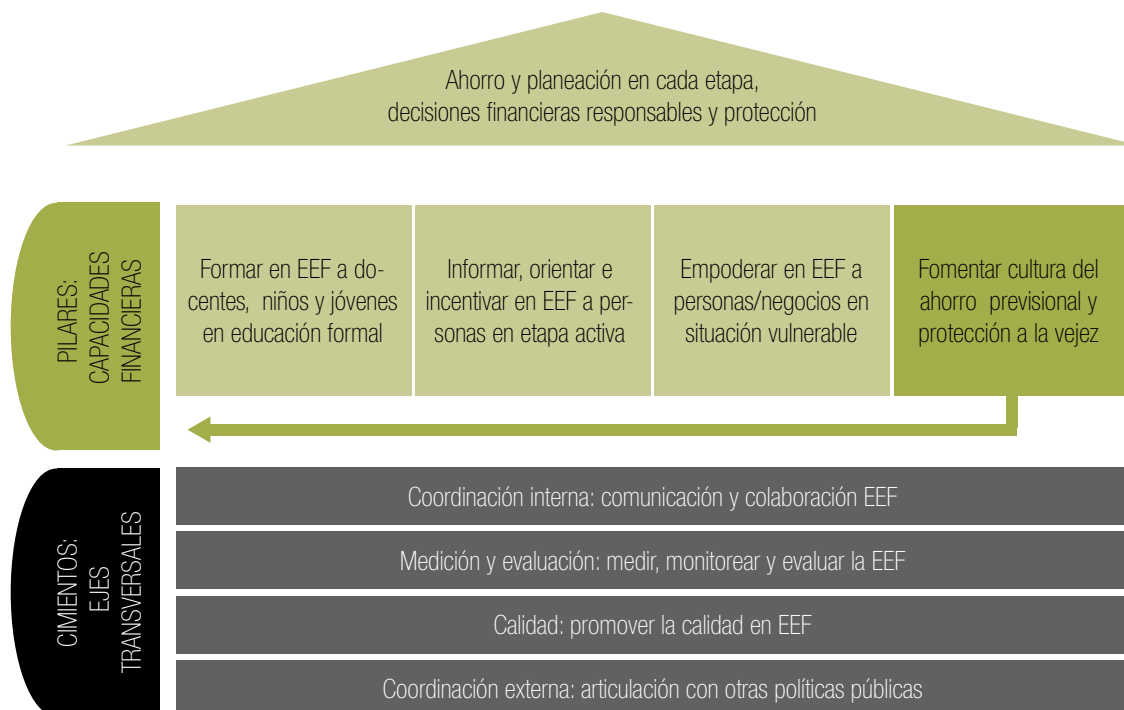 Ahorro y planeación en cada etapa,
decisiones financieras responsables y protección
PILARES:
CAPACIDADES
FINANCIERAS
Formar en EEF a do-
centes, niños y jóvenes
en educación formal
Informar, orientar e
incentivar en EEF a per-
sonas en etapa activa
Empoderar en EEF a
personas/negocios en
situación vulnerable
Fomentar cultura del
ahorro previsional y
protección a la vejez
CIMIENTOS:
EJES
TRANSVERSALES
Coordinación interna: comunicación y colaboración EEF
Medición y evaluación: medir, monitorear y evaluar la EEF
Calidad: promover la calidad en EEF
Coordinación externa: articulación con otras políticas públicas